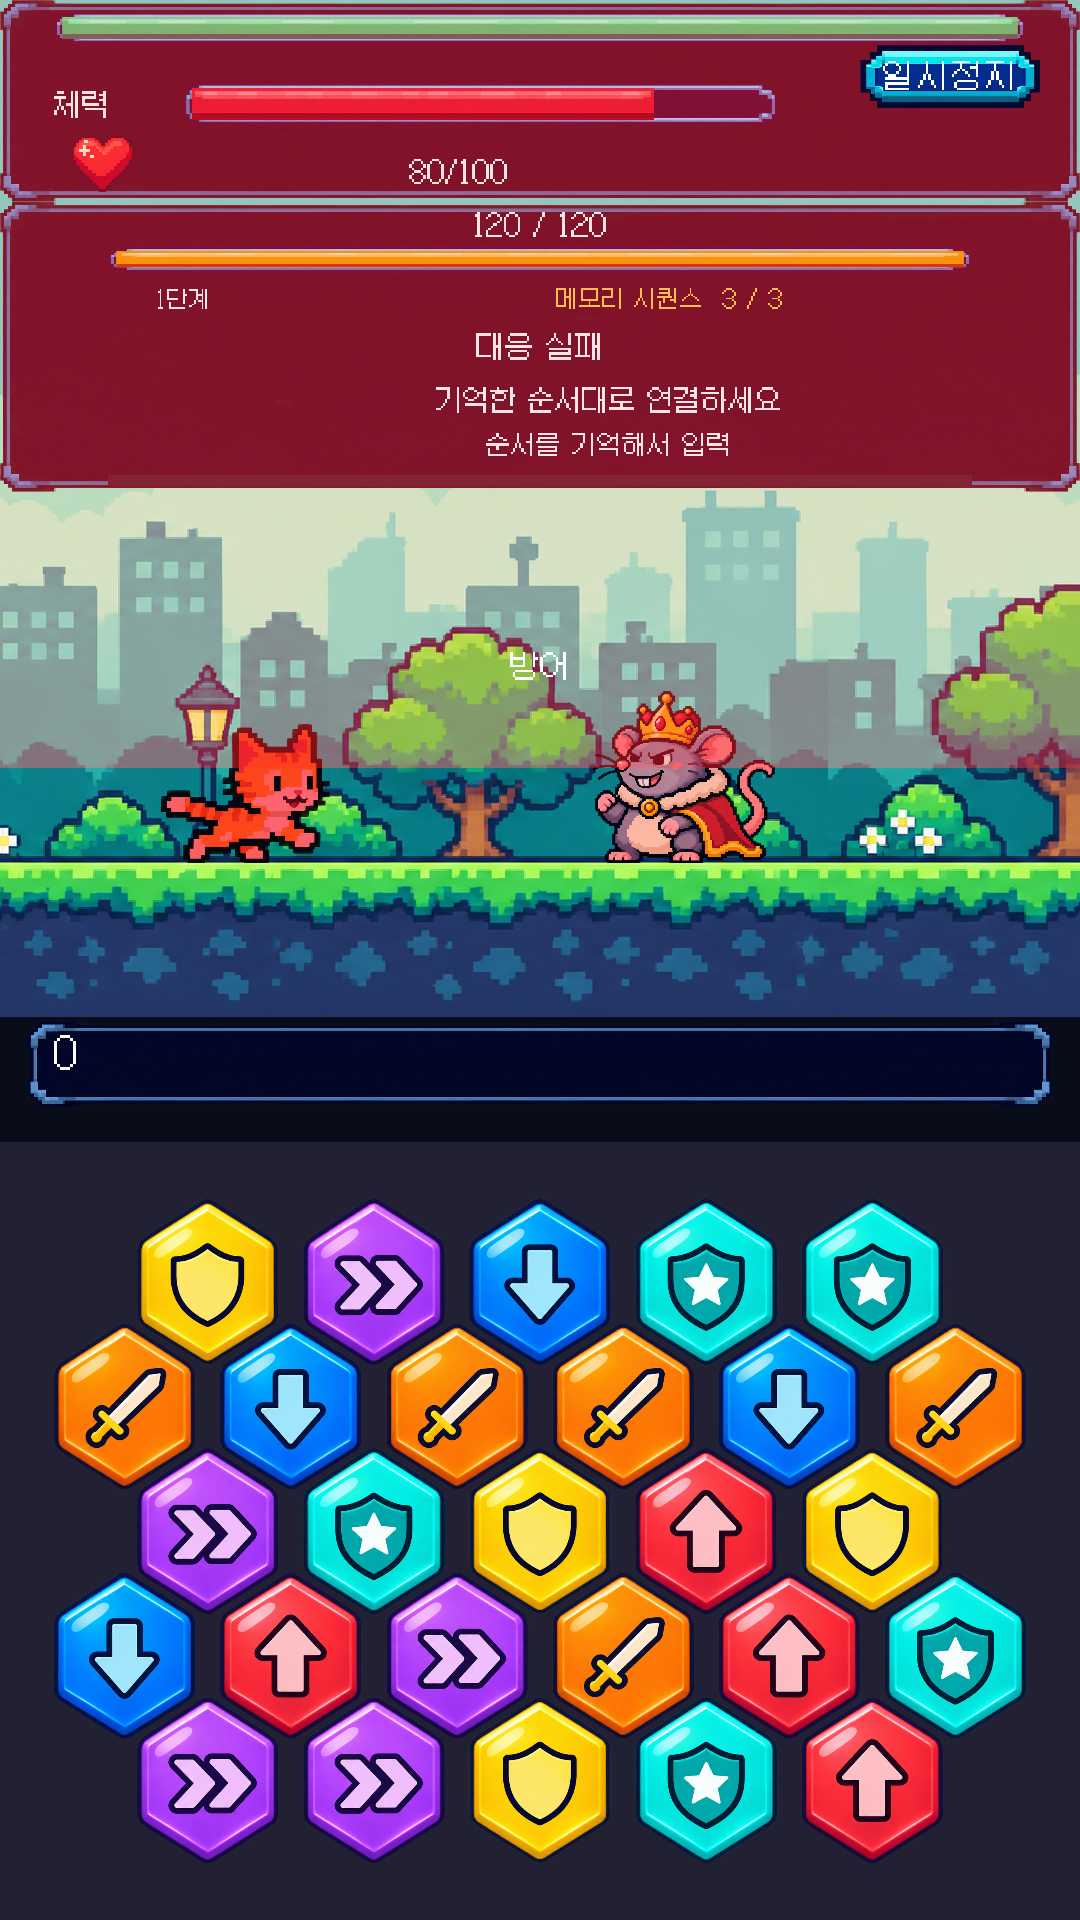 일시정지
체력
80/100
120 / 120
1단계
메모리 시퀀스 3 / 3
대응 실패
기억한 순서대로 연결하세요
순서를 기억해서 입력
방어
0